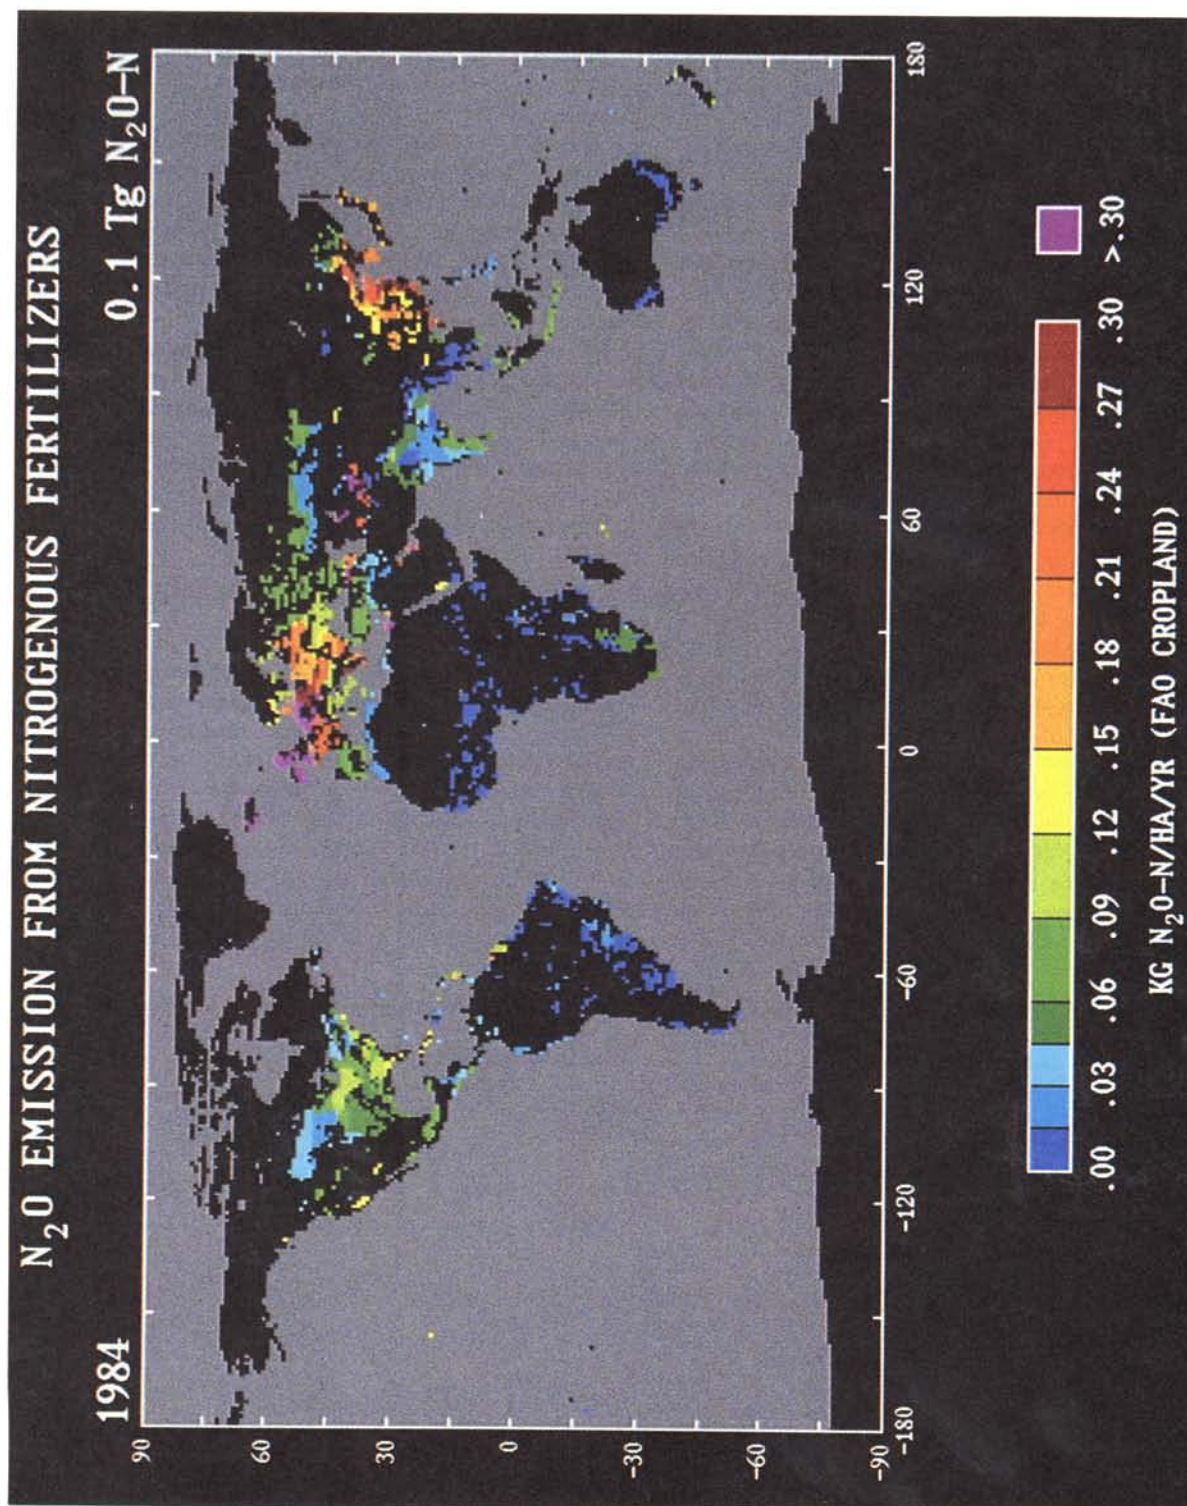 N₂O EMISSION FROM NITROGENOUS FERTILIZERS
1984 0.1 Tg N₂O-N
90
60
30
0
-30
-60
-90
-180 -120 -60 0 60 120 180
.00 .03 .06 .09 .12 .15 .18 .21 .24 .27 .30 >.30
KG N₂O-N/HA/YR (FAO CROPLAND)